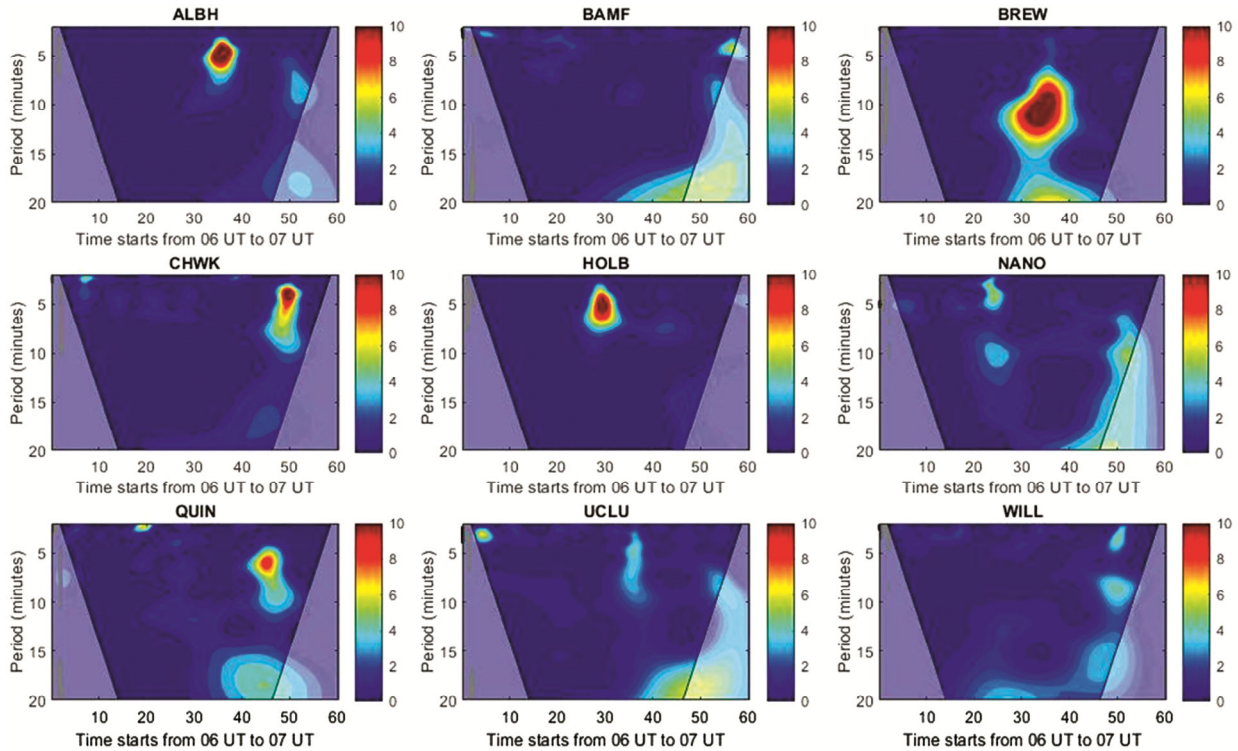 ALBH BAMF BREW
Period (minutes) 5 10 15 20 10 8 6 4 2 0 Period (minutes) 5 10 15 20 10 8 6 4 2 0 Period (minutes) 5 10 15 20 10 8 6 4 2 0
10 20 30 40 50 60 10 20 30 40 50 60 10 20 30 40 50 60
Time starts from 06 UT to 07 UT Time starts from 06 UT to 07 UT Time starts from 06 UT to 07 UT
CHWK HOLB NANO
Period (minutes) 5 10 15 20 10 8 6 4 2 0 Period (minutes) 5 10 15 20 10 8 6 4 2 0 Period (minutes) 5 10 15 20 10 8 6 4 2 0
10 20 30 40 50 60 10 20 30 40 50 60 10 20 30 40 50 60
Time starts from 06 UT to 07 UT Time starts from 06 UT to 07 UT Time starts from 06 UT to 07 UT
QUIN UCLU WILL
Period (minutes) 5 10 15 20 10 8 6 4 2 0 Period (minutes) 5 10 15 20 10 8 6 4 2 0 Period (minutes) 5 10 15 20 10 8 6 4 2 0
10 20 30 40 50 60 10 20 30 40 50 60 10 20 30 40 50 60
Time starts from 06 UT to 07 UT Time starts from 06 UT to 07 UT Time starts from 06 UT to 07 UT